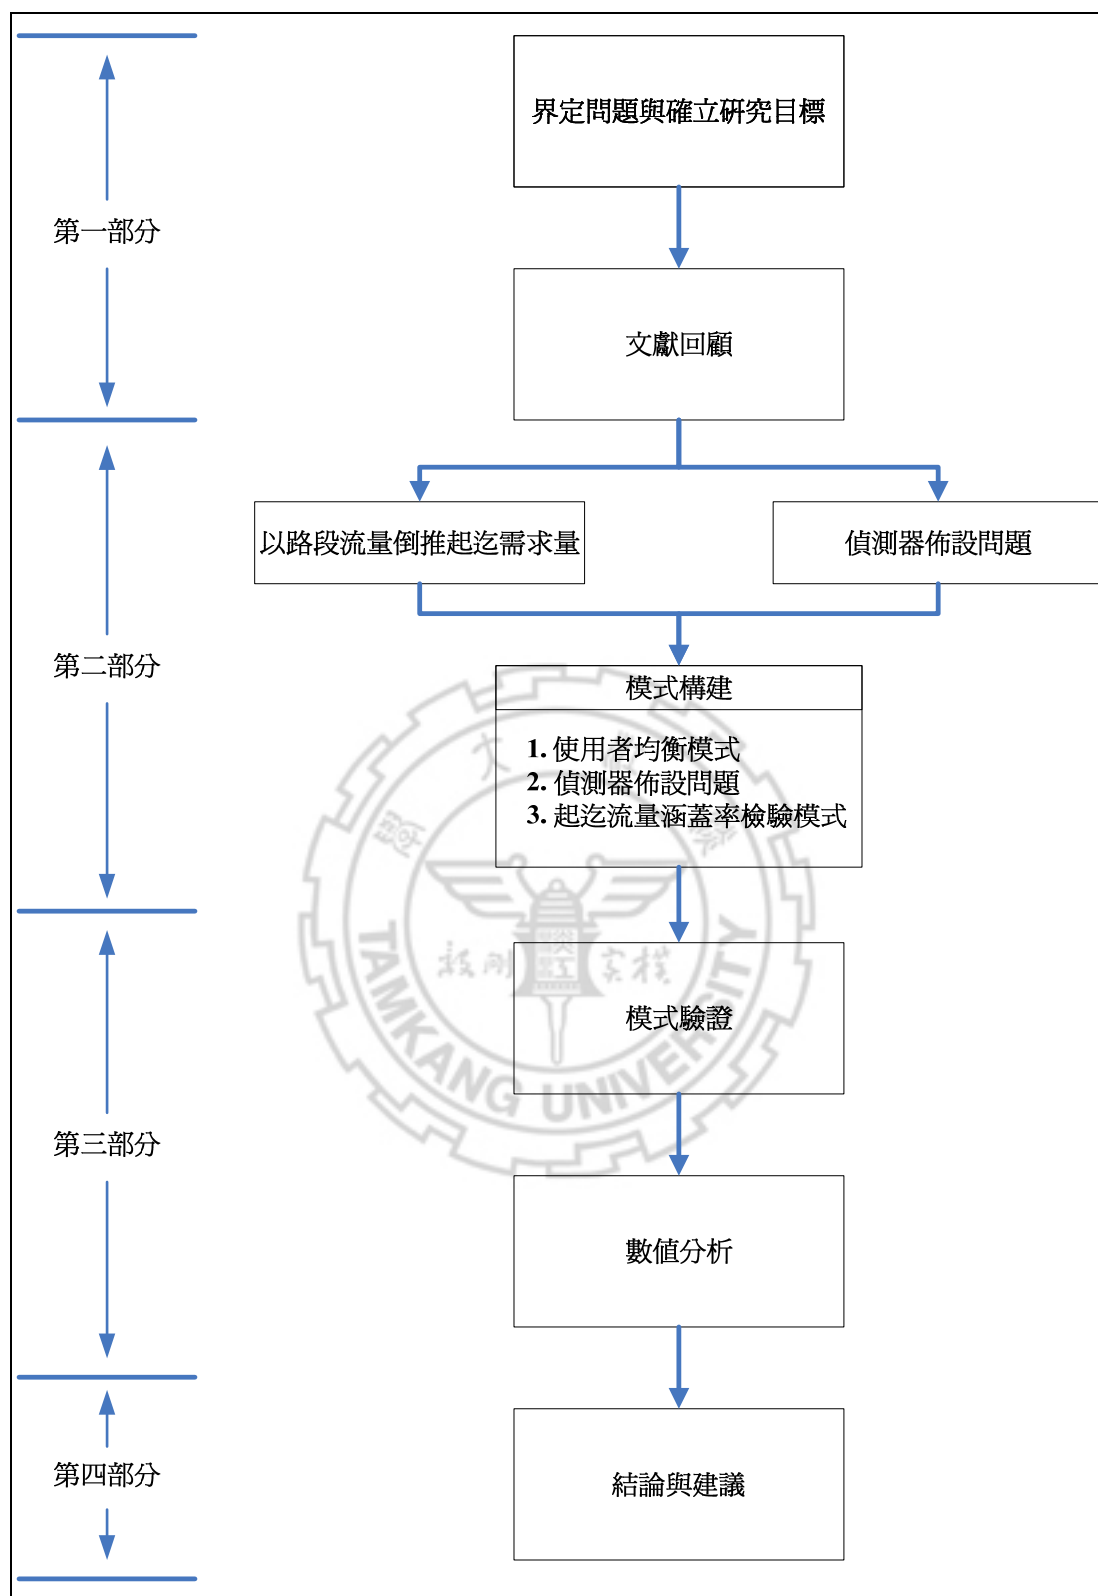 界定問題與確立研究目標
第一部分
文獻回顧
以路段流量倒推起迄需求量
偵測器佈設問題
第二部分
模式構建
1. 使用者均衡模式
2. 偵測器佈設問題
3. 起迄流量涵蓋率檢驗模式
模式驗證
TAMKANG UNIVERSITY
第三部分
數值分析
第四部分
結論與建議